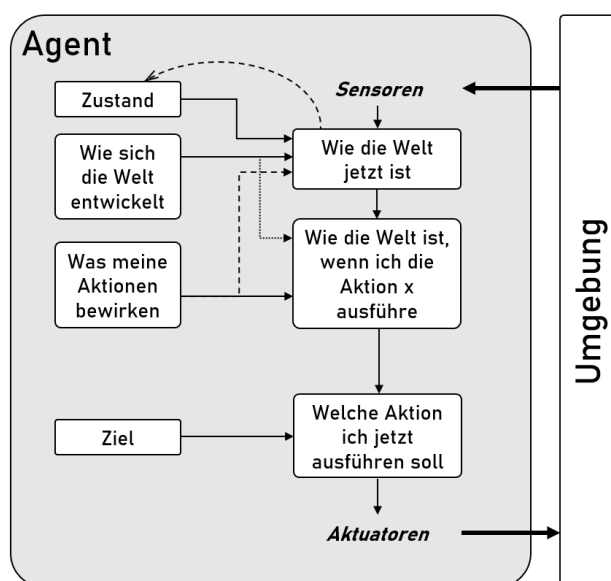 Agent
Zustand
Sensoren
Wie sich
die Welt
entwickelt
Wie die Welt
jetzt ist
Was meine
Aktionen
bewirken
Wie die Welt ist,
wenn ich die
Aktion x
ausführe
Ziel
Welche Aktion
ich jetzt
ausführen soll
Aktuatoren
Umgebung